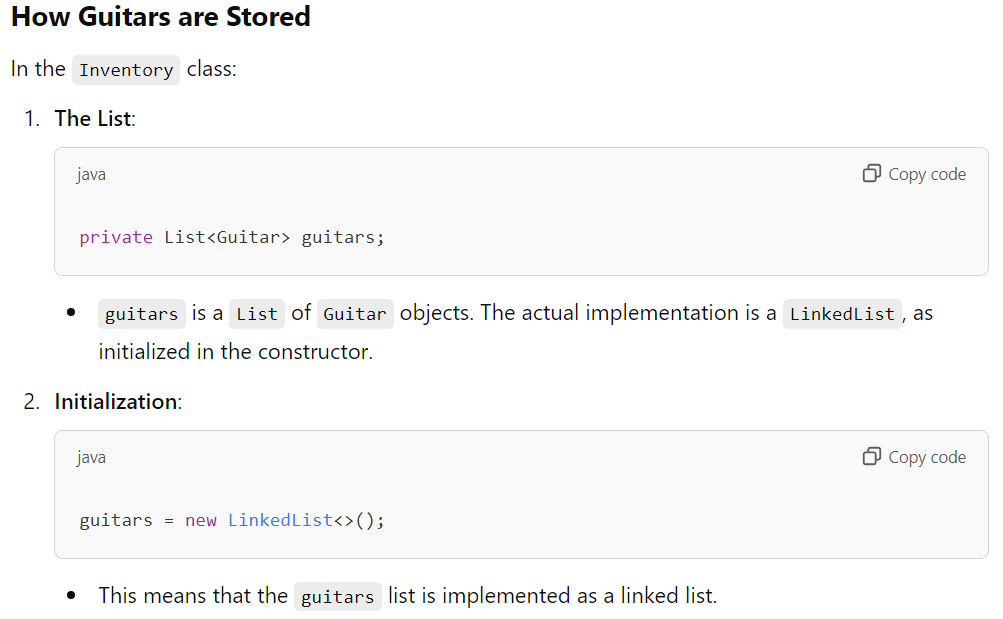 How Guitars are Stored
In the Inventory class:
1. The List:
java Copy code
private List<Guitar> guitars;
• guitars is a List of Guitar objects. The actual implementation is a LinkedList, as
initialized in the constructor.
2. Initialization:
java Copy code
guitars = new LinkedList<>();
• This means that the guitars list is implemented as a linked list.